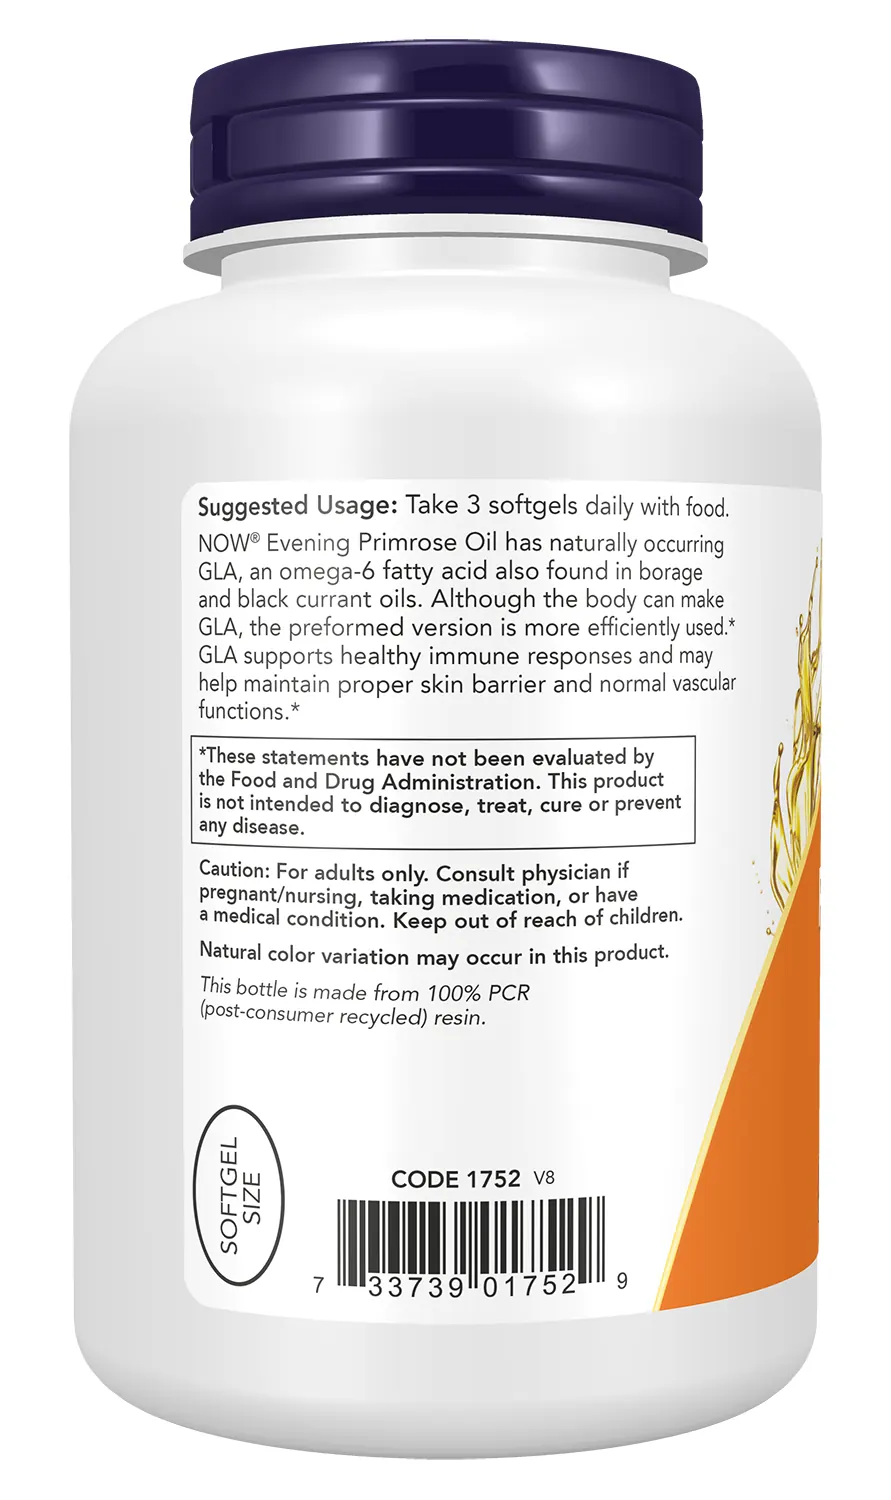 Suggested Usage: Take 3 softgels daily with food.
NOW® Evening Primrose Oil has naturally occurring
GLA, an omega-6 fatty acid also found in borage
and black currant oils. Although the body can make
GLA, the preformed version is more efficiently used.*
GLA supports healthy immune responses and may
help maintain proper skin barrier and normal vascular
functions.*
*These statements have not been evaluated by
the Food and Drug Administration. This product
is not intended to diagnose, treat, cure or prevent
any disease.
Caution: For adults only. Consult physician if
pregnant/nursing, taking medication, or have
a medical condition. Keep out of reach of children.
Natural color variation may occur in this product.
This bottle is made from 100% PCR
(post-consumer recycled) resin.
SOFTGEL
SIZE
CODE 1752 V8
7 33739 01752 9